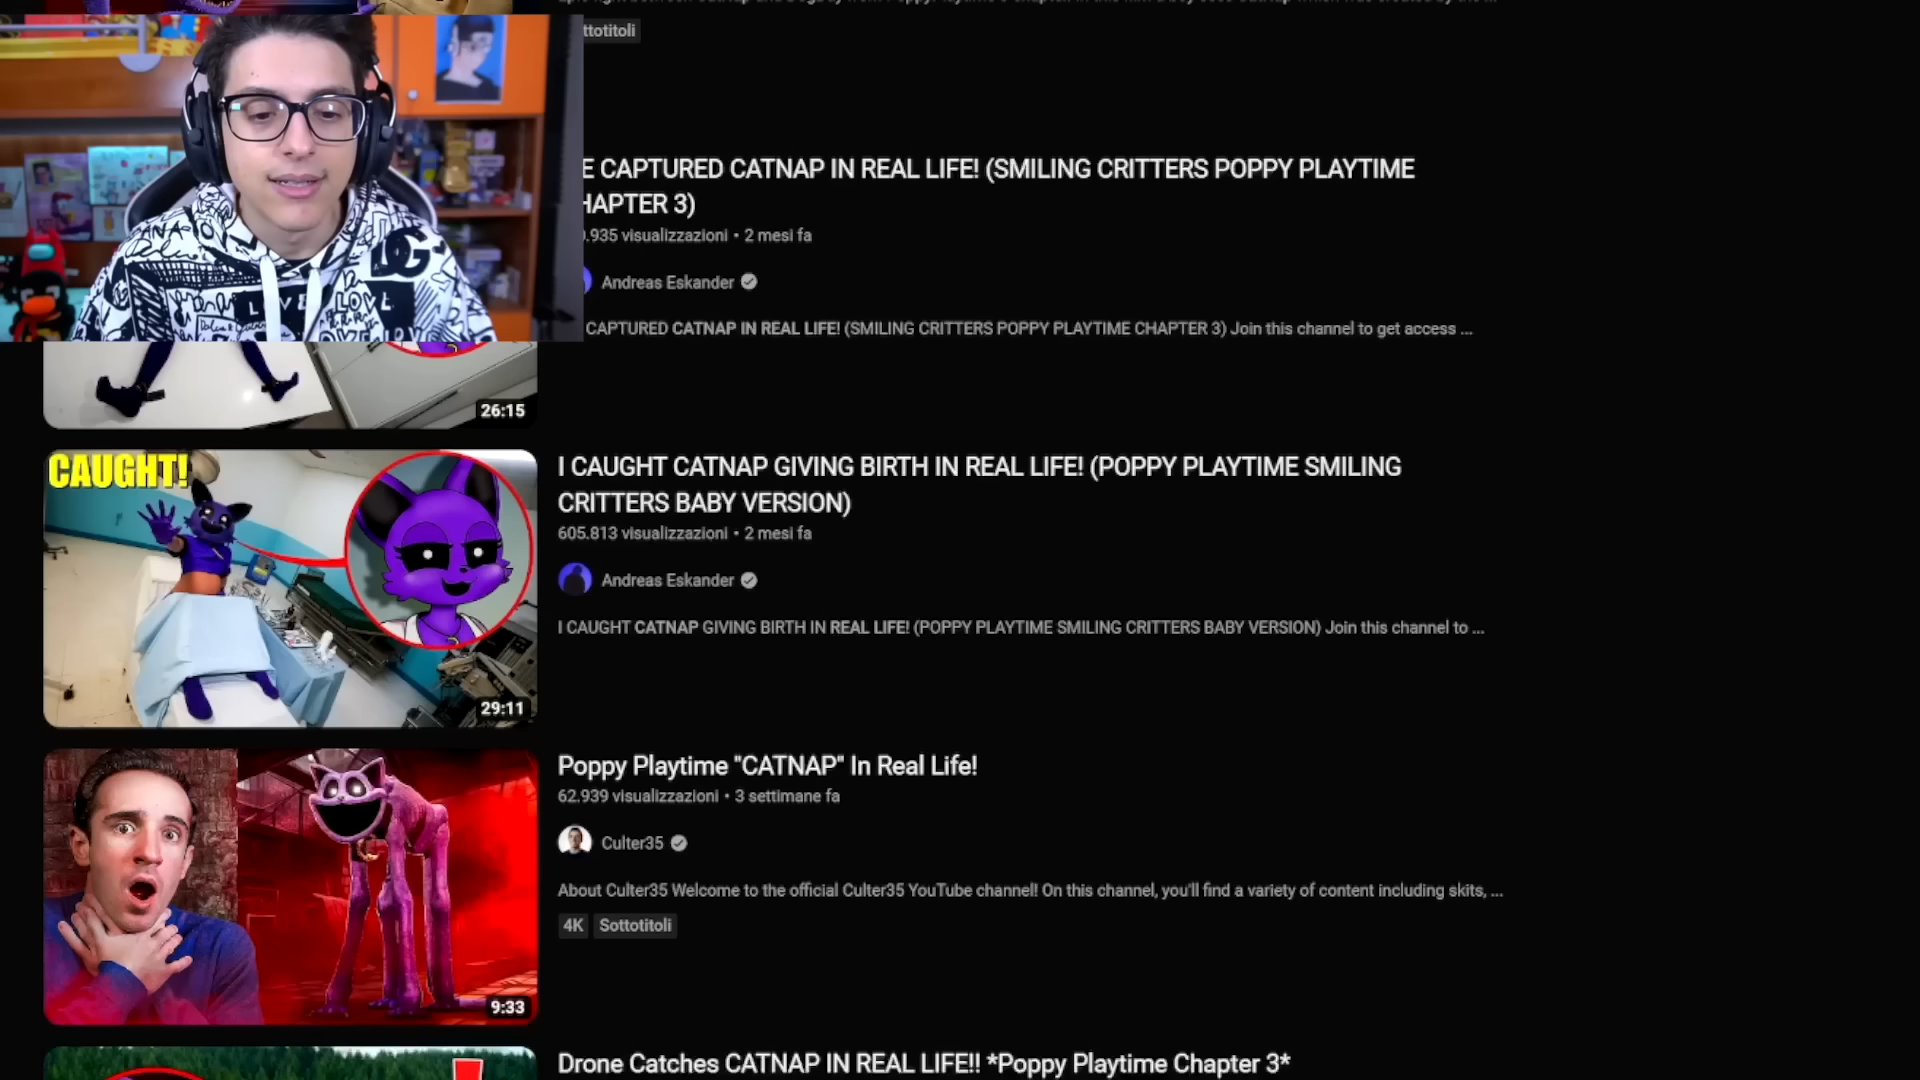 ttotitoli
E CAPTURED CATNAP IN REAL LIFE! (SMILING CRITTERS POPPY PLAYTIME
HAPTER 3)
.935 visualizzazioni • 2 mesi fa
Andreas Eskander
CAPTURED CATNAP IN REAL LIFE! (SMILING CRITTERS POPPY PLAYTIME CHAPTER 3) Join this channel to get access ...
LOVE
LOVE
DG
26:15
CAUGHT!
29:11
I CAUGHT CATNAP GIVING BIRTH IN REAL LIFE! (POPPY PLAYTIME SMILING
CRITTERS BABY VERSION)
605.813 visualizzazioni • 2 mesi fa
Andreas Eskander
I CAUGHT CATNAP GIVING BIRTH IN REAL LIFE! (POPPY PLAYTIME SMILING CRITTERS BABY VERSION) Join this channel to ...
9:33
Poppy Playtime "CATNAP" In Real Life!
62.939 visualizzazioni • 3 settimane fa
Culter35
About Culter35 Welcome to the official Culter35 YouTube channel! On this channel, you'll find a variety of content including skits, ...
4K Sottotitoli
Drone Catches CATNAP IN REAL LIFE!! *Poppy Playtime Chapter 3*